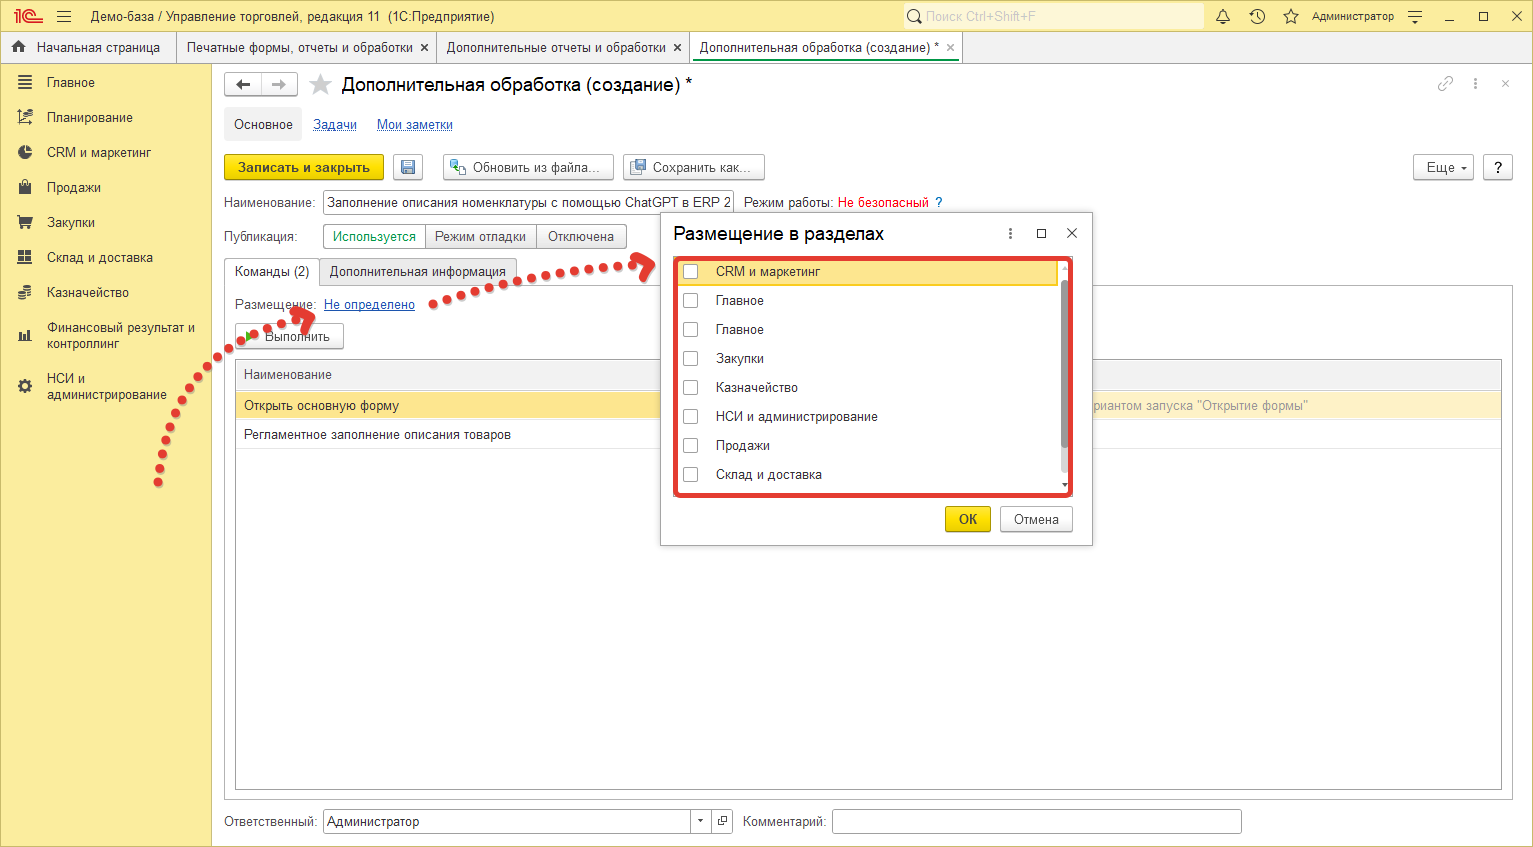 1С Демо-база / Управление торговлей, редакция 11 (1С:Предприятие) Поиск Ctrl+Shift+F Администратор
Начальная страница Печатные формы, отчеты и обработки × Дополнительные отчеты и обработки × Дополнительная обработка (создание) * ×
Главное
Планирование
CRM и маркетинг
Продажи
Закупки
Склад и доставка
Казначейство
Финансовый результат и
контроллинг
НСИ и
администрирование
Дополнительная обработка (создание) *
Основное Задачи Мои заметки
Записать и закрыть Обновить из файла... Сохранить как... Еще ?
Наименование: Заполнение описания номенклатуры с помощью ChatGPT в ERP 2 Режим работы: Не безопасный ?
Публикация: Используется Режим отладки Отключена
Команды (2) Дополнительная информация
Размещение: Не определено
Выполнить
Наименование
Открыть основную форму риантом запуска "Открытие формы"
Регламентное заполнение описания товаров
Размещение в разделах
CRM и маркетинг
Главное
Главное
Закупки
Казначейство
НСИ и администрирование
Продажи
Склад и доставка
ОК Отмена
Ответственный: Администратор Комментарий: